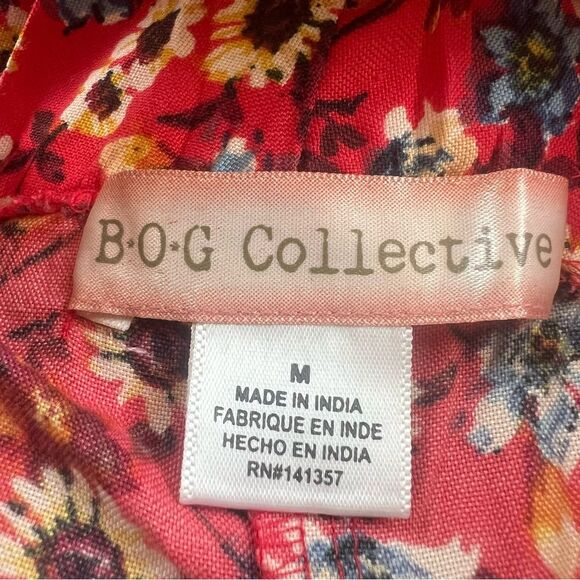 B*O*G Collective
M
MADE IN INDIA
FABRIQUE EN INDE
HECHO EN INDIA
RN#141357